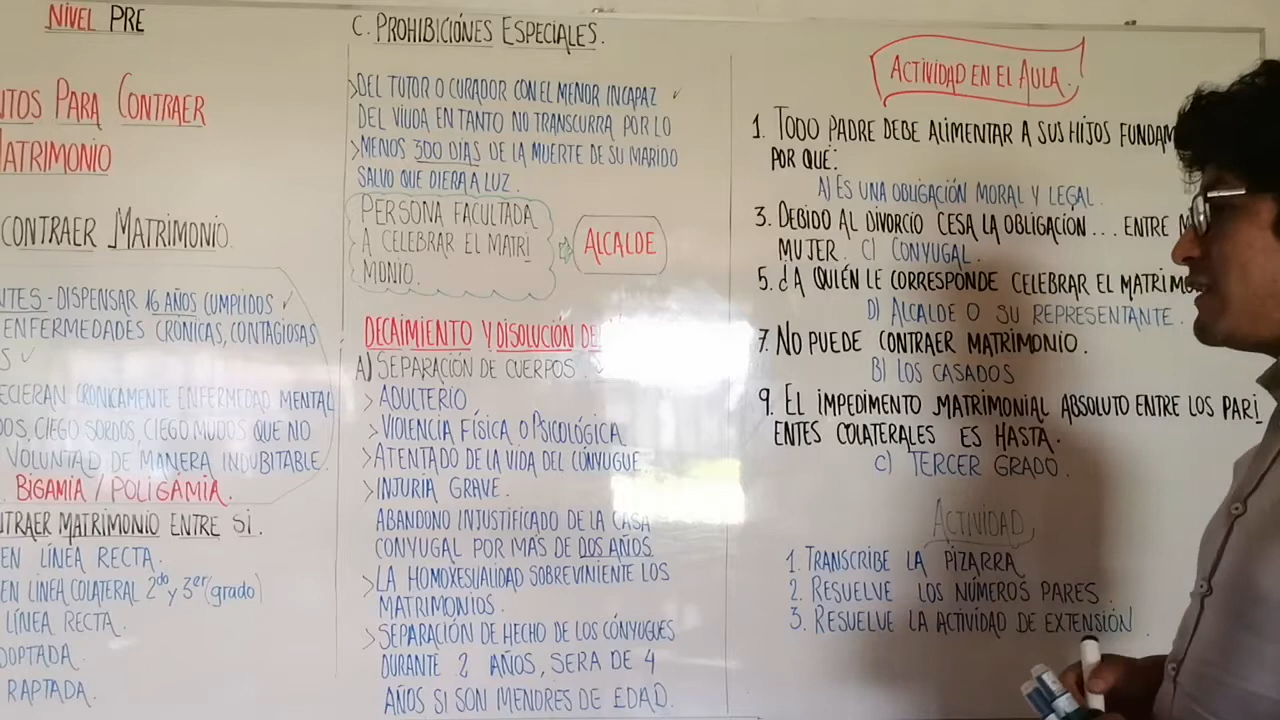 NIVEL PRE
NTOS PARA CONTRAER
MATRIMONIO
CONTRAER MATRIMONIO.
NTES - DISPENSAR 16 AÑOS CUMPLIDOS ✓
ENFERMEDADES CRÓNICAS, CONTAGIOSAS
S ✓
ECIERAN CRONICAMENTE ENFERMEDAD MENTAL
DOS, CIEGO SORDOS, CIEGO MUDOS QUE NO
VOLUNTAD DE MANERA INDUBITABLE.
BIGAMIA / POLIGAMIA.
NTRAER MATRIMONIO ENTRE SI.
EN LÍNEA RECTA.
EN LINEA COLATERAL 2do y 3er (grado)
LÍNEA RECTA.
DOPTADA.
RAPTADA.
C. PROHIBICIÓNES ESPECIALES.
>DEL TUTOR O CURADOR CON EL MENOR INCAPAZ ✓
DEL VIUDA EN TANTO NO TRANSCURRA POR LO
>MENOS 300 DIAS DE LA MUERTE DE SU MARIDO
SALVO QUE DIERA A LUZ.
PERSONA FACULTADA
A CELEBRAR EL MATRI
MONIO.
⇨ ALCALDE
DECAIMIENTO Y DISOLUCIÓN DE
A) SEPARACIÓN DE CUERPOS
> ADULTERIO
> VIOLENCIA FÍSICA O PSICOLÓGICA
> ATENTADO DE LA VIDA DEL CÓNYUGUE.
> INJURIA GRAVE.
ABANDONO INJUSTIFICADO DE LA CASA
CONYUGAL POR MÁS DE DOS AÑOS.
> LA HOMOXESUALIDAD SOBREVINIENTE LOS
MATRIMONIOS.
> SEPARACIÓN DE HECHO DE LOS CÓNYUGUES
DURANTE 2 AÑOS, SERA DE 4
AÑOS SI SON MENORES DE EDAD.
ACTIVIDAD EN EL AULA.
1. TODO PADRE DEBE ALIMENTAR A SUS HIJOS FUNDAM
POR QUÉ:
A) ES UNA OBLIGACIÓN MORAL Y LEGAL.
3. DEBIDO AL DIVORCIO CESA LA OBLIGACIÓN... ENTRE M
MUJER. C) CONYUGAL.
5. ¿A QUIÉN LE CORRESPONDE CELEBRAR EL MATRIMO
D) ALCALDE O SU REPRESENTANTE.
7. NO PUEDE CONTRAER MATRIMONIO.
B) LOS CASADOS
9. EL IMPEDIMENTO MATRIMONIAL ABSOLUTO ENTRE LOS PARI
ENTES COLATERALES ES HASTA.
C) TERCER GRADO.
ACTIVIDAD
1. TRANSCRIBE LA PIZARRA
2. RESUELVE LOS NÚMEROS PARES.
3. RESUELVE LA ACTIVIDAD DE EXTENSIÓN.